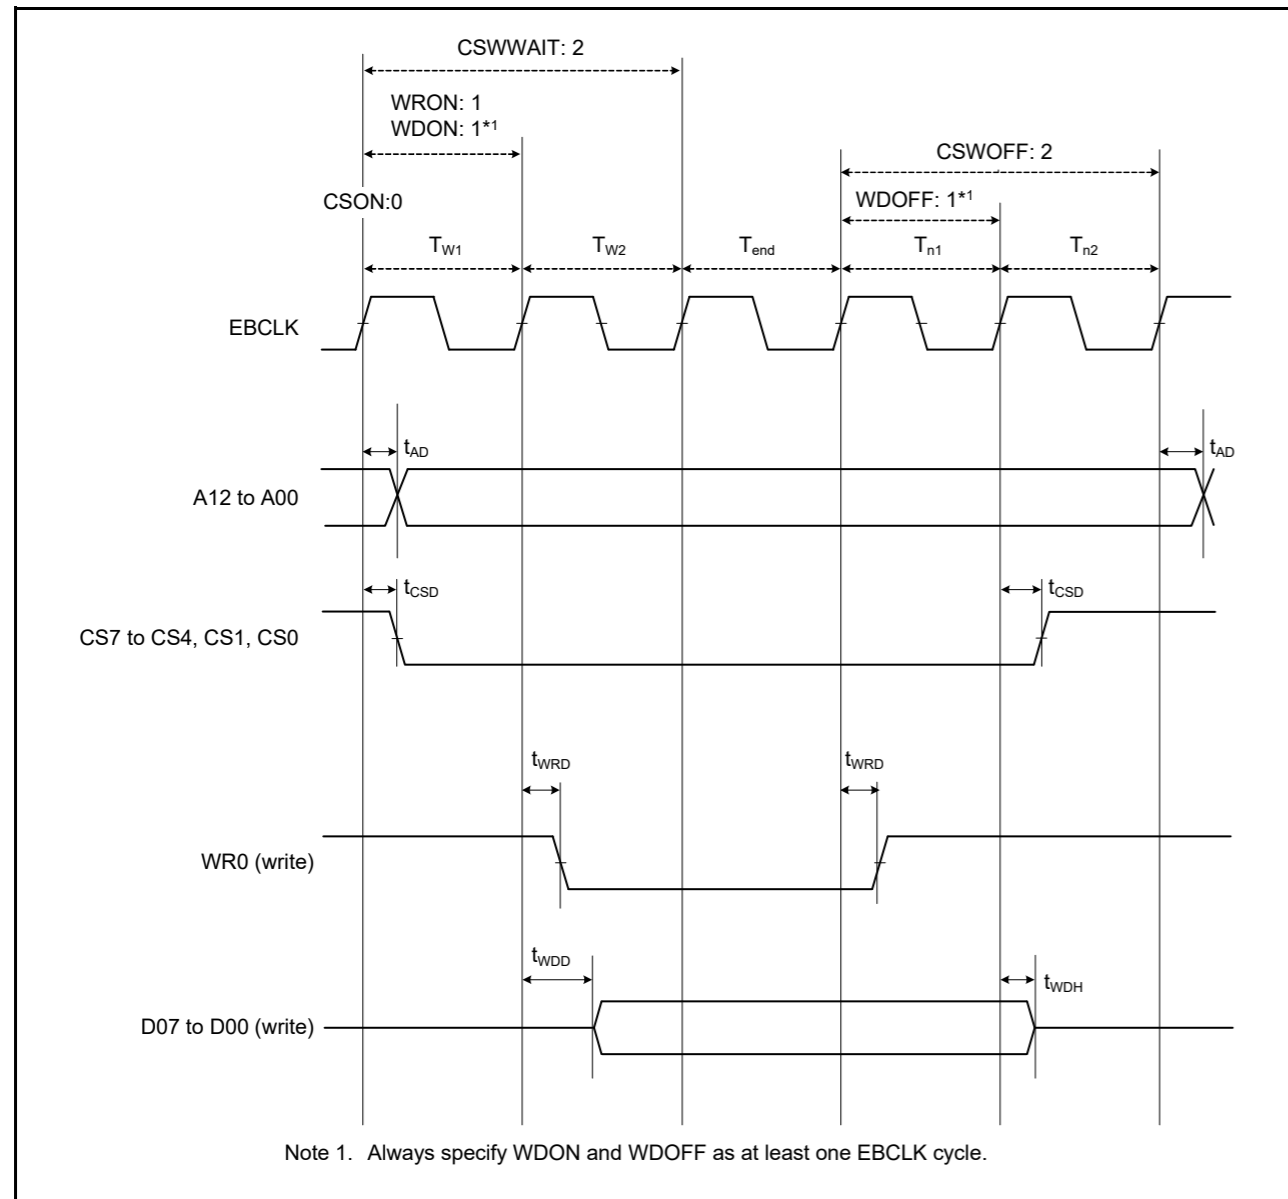 CSWWAIT: 2
WRON: 1
WDON: 1*1
CSWOFF: 2
CSON:0
WDOFF: 1*1
TW1 TW2 Tend Tn1 Tn2
EBCLK
tAD tAD
A12 to A00
tCSD tCSD
CS7 to CS4, CS1, CS0
tWRD tWRD
WR0 (write)
tWDD tWDH
D07 to D00 (write)
Note 1. Always specify WDON and WDOFF as at least one EBCLK cycle.